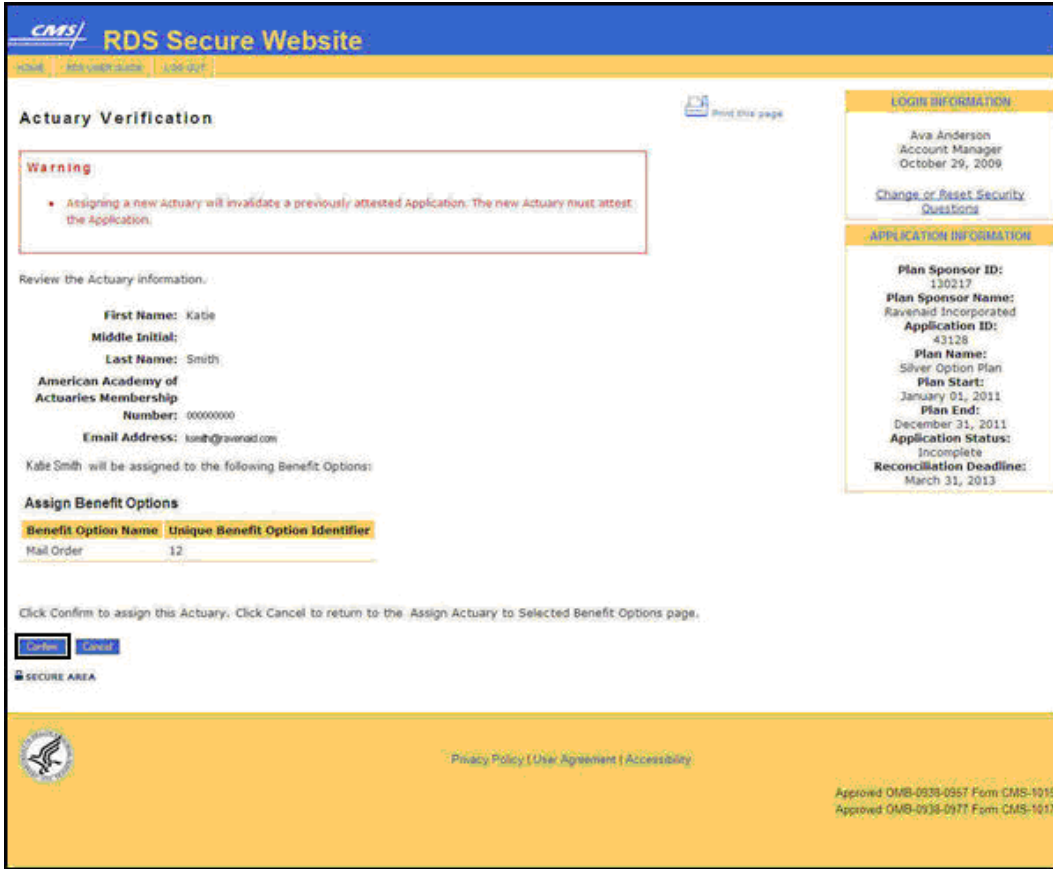 CMS/ RDS Secure Website
HOME RDS USER GUIDE LOG OUT
Actuary Verification
Print this page
Warning
• Assigning a new Actuary will invalidate a previously attested Application. The new Actuary must attest
the Application.
Review the Actuary information.
First Name: Katie
Middle Initial:
Last Name: Smith
American Academy of
Actuaries Membership
Number: 000000000
Email Address: ksmith@ravenaid.com
Katie Smith will be assigned to the following Benefit Options:
Assign Benefit Options
Benefit Option Name Unique Benefit Option Identifier
Mail Order 12
Click Confirm to assign this Actuary. Click Cancel to return to the Assign Actuary to Selected Benefit Options page.
Confirm Cancel
SECURE AREA
LOGIN INFORMATION
Ava Anderson
Account Manager
October 29, 2009
Change or Reset Security
Questions
APPLICATION INFORMATION
Plan Sponsor ID:
130217
Plan Sponsor Name:
Ravenaid Incorporated
Application ID:
43128
Plan Name:
Silver Option Plan
Plan Start:
January 01, 2011
Plan End:
December 31, 2011
Application Status:
Incomplete
Reconciliation Deadline:
March 31, 2013
Privacy Policy | User Agreement | Accessibility
Approved OMB-0938-0957 Form CMS-1015
Approved OMB-0938-0977 Form CMS-1017